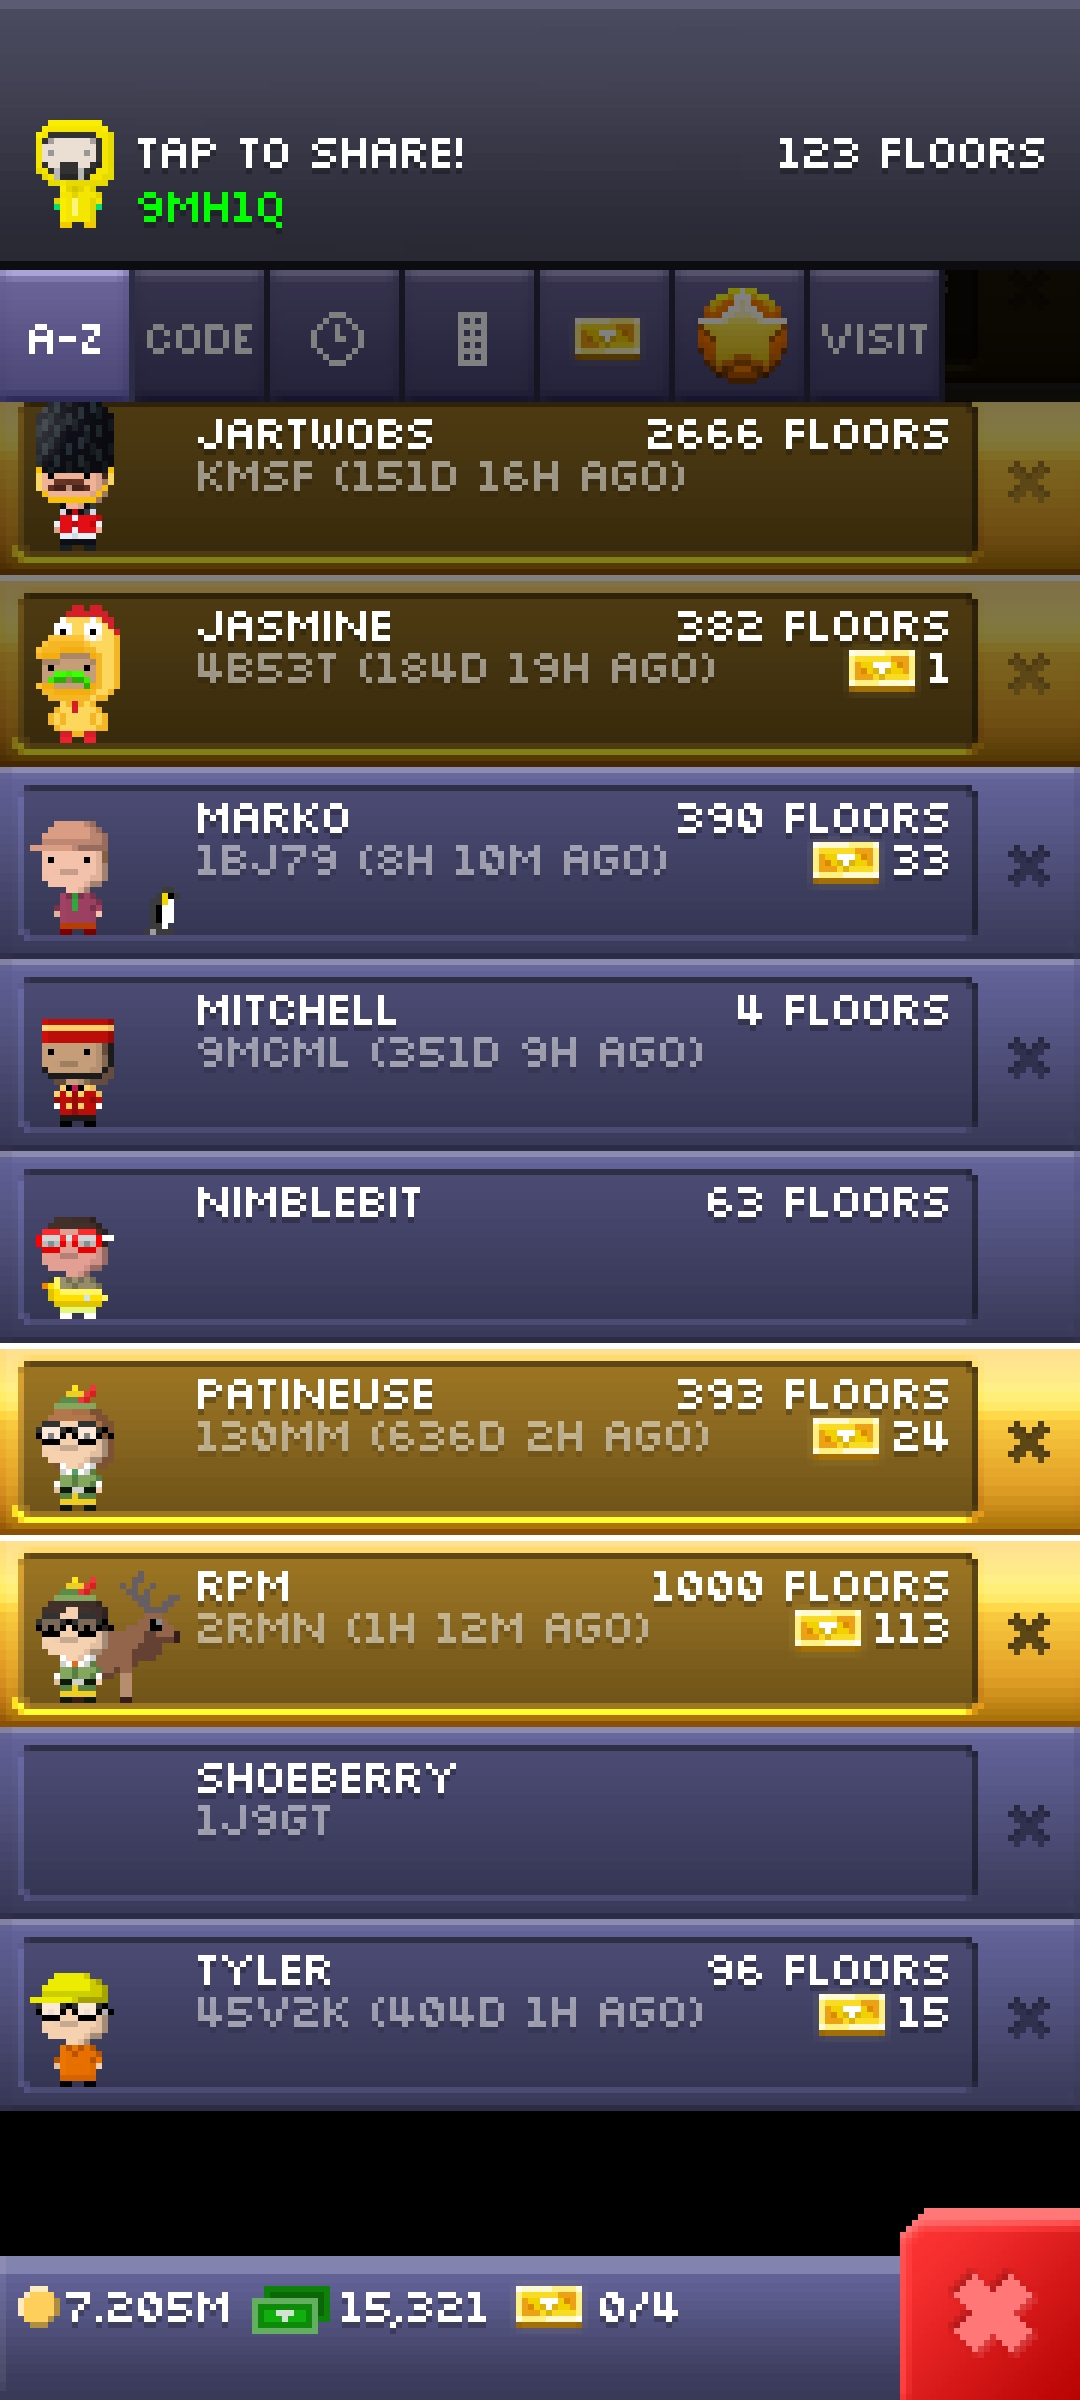 TAP TO SHARE!
123 FLOORS
9MH1Q
A-Z
CODE
VISIT
JARTWOBS
2666 FLOORS
KMSF (151D 16H AGO)
JASMINE
382 FLOORS
4B53T (184D 19H AGO)
1
MARKO
390 FLOORS
1BJ79 (8H 10M AGO)
33
MITCHELL
4 FLOORS
9MCML (351D 9H AGO)
NIMBLEBIT
63 FLOORS
PATINEUSE
393 FLOORS
130MM (636D 2H AGO)
24
RPM
1000 FLOORS
2RMN (1H 12M AGO)
113
SHOEBERRY
1J9GT
TYLER
96 FLOORS
45V2K (404D 1H AGO)
15
7.205M
15,321
0/4